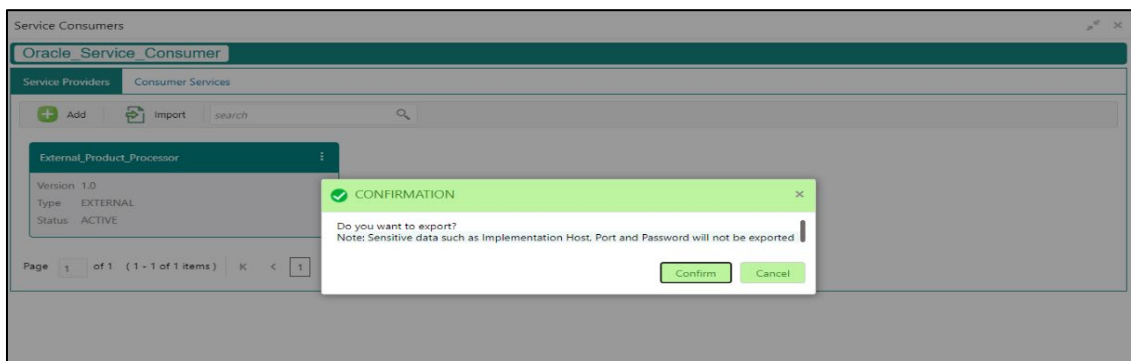 Service Consumers
Oracle_Service_Consumer
Service Providers Consumer Services
Add Import search
External_Product_Processor
Version 1.0
Type EXTERNAL
Status ACTIVE
CONFIRMATION
Do you want to export?
Note: Sensitive data such as Implementation Host, Port and Password will not be exported
Confirm Cancel
Page 1 of 1 (1 - 1 of 1 items) K < 1